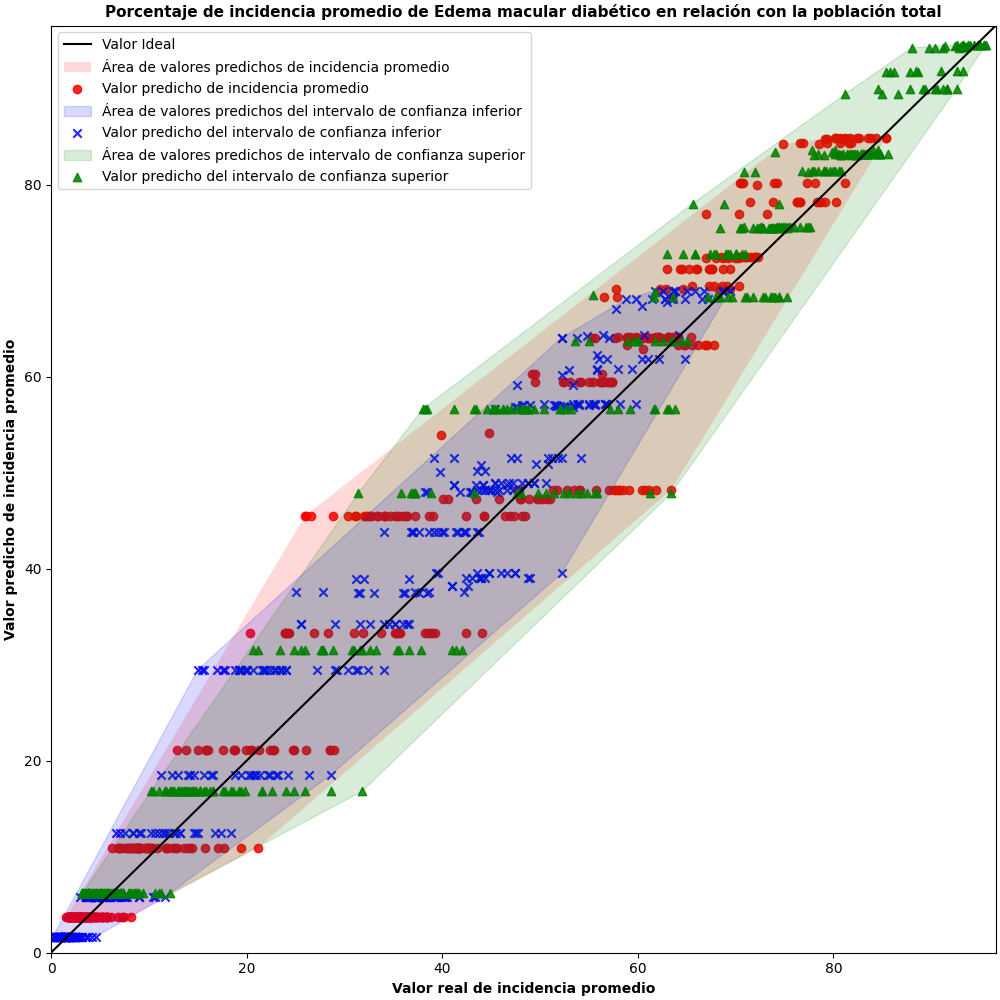 Porcentaje de incidencia promedio de Edema macular diabético en relación con la población total
Valor Ideal
Área de valores predichos de incidencia promedio
Valor predicho de incidencia promedio
Área de valores predichos del intervalo de confianza inferior
Valor predicho del intervalo de confianza inferior
Área de valores predichos de intervalo de confianza superior
Valor predicho del intervalo de confianza superior
Valor predicho de incidencia promedio
80
60
40
20
0
0 20 40 60 80
Valor real de incidencia promedio